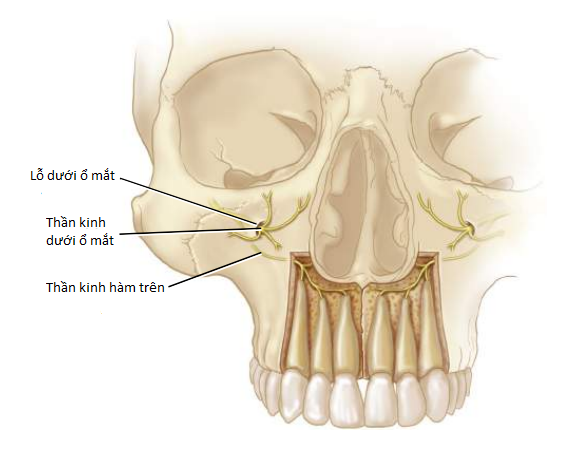 Lỗ dưới ổ mắt
Thần kinh
dưới ổ mắt
Thần kinh hàm trên